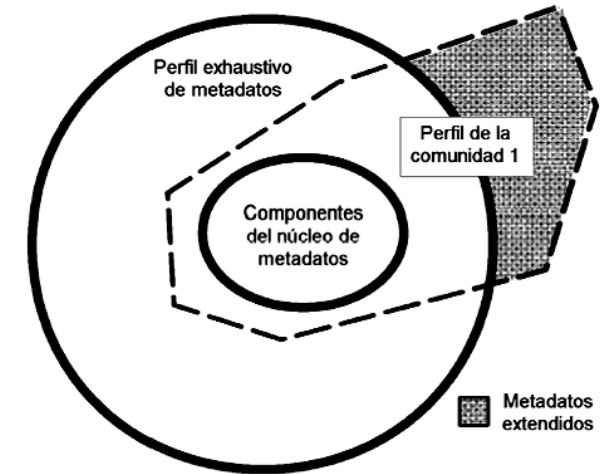 Perfil exhaustivo
de metadatos
Perfil de la
comunidad 1
Componentes
del núcleo de
metadatos
Metadatos
extendidos